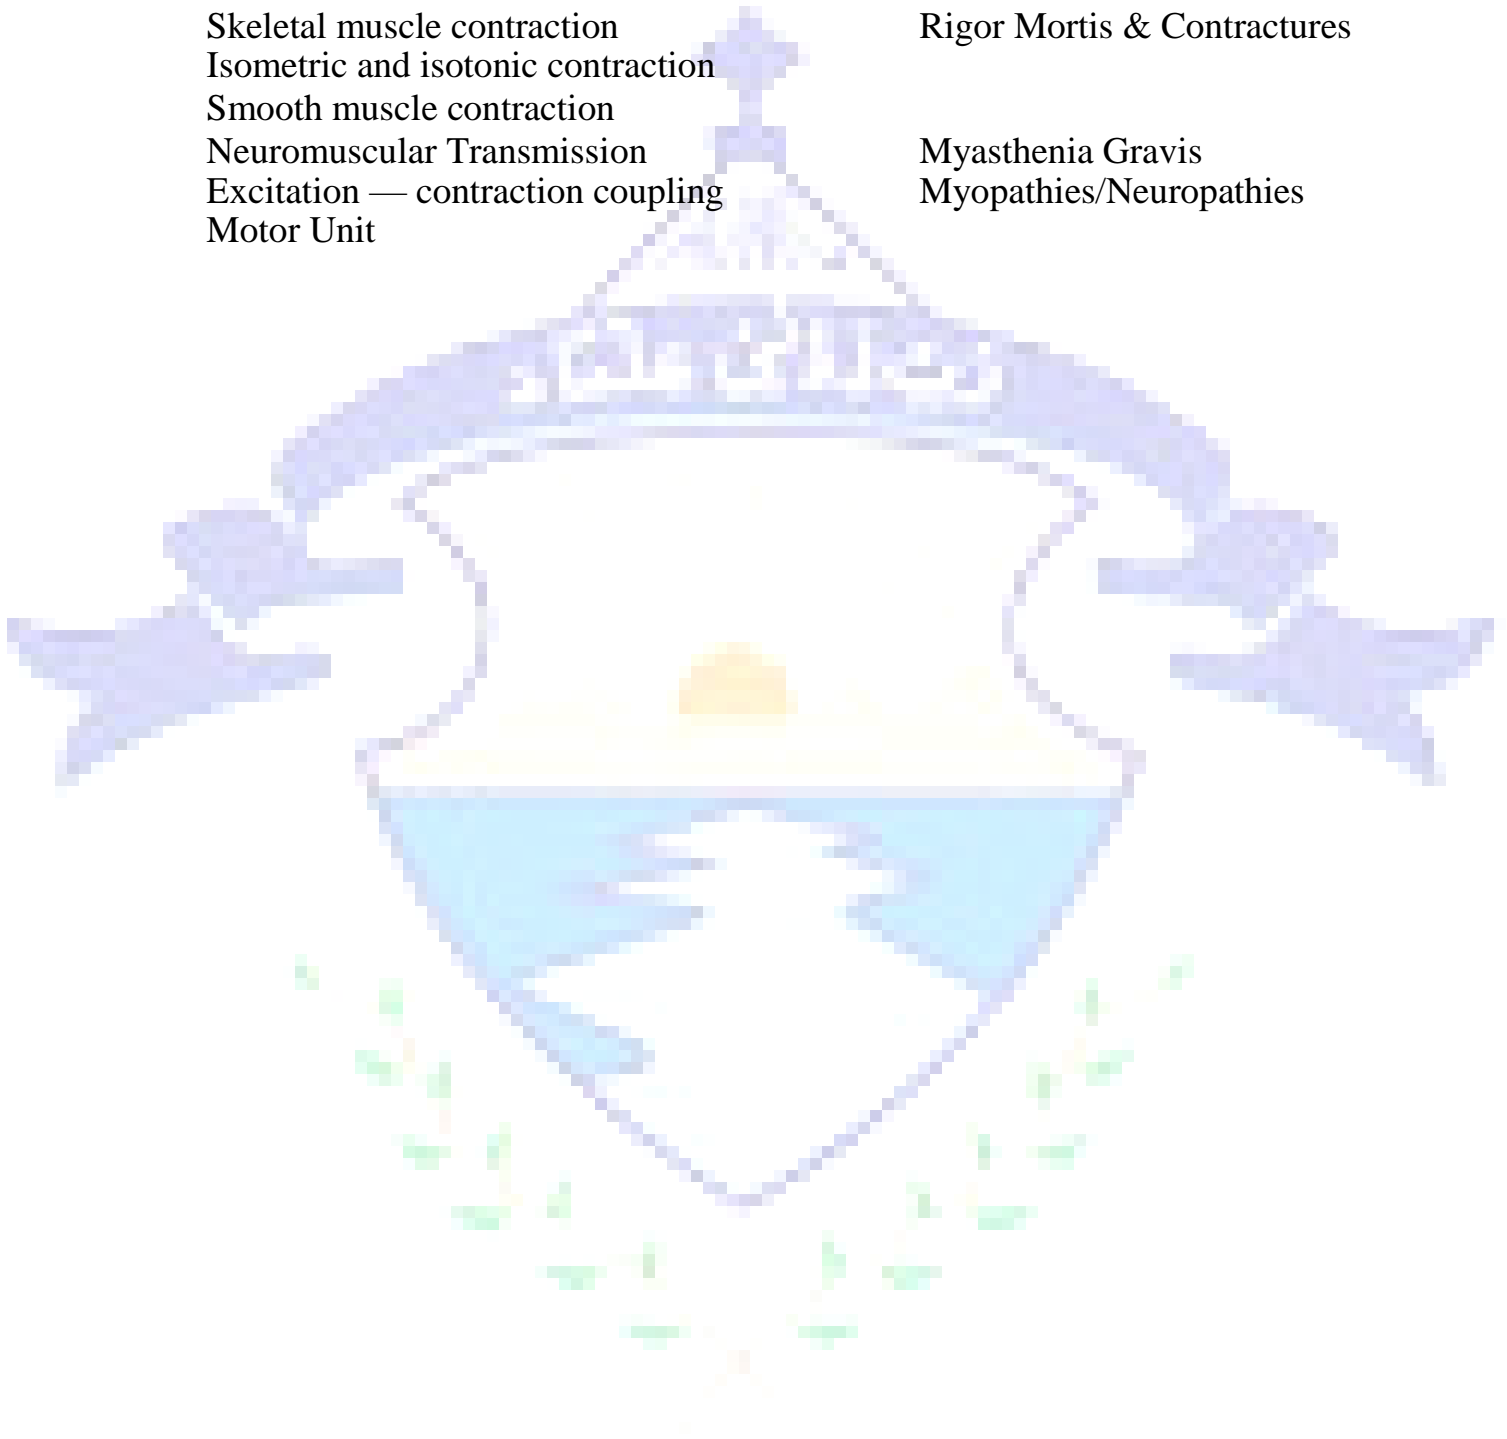 Skeletal muscle contraction Rigor Mortis & Contractures
Isometric and isotonic contraction
Smooth muscle contraction
Neuromuscular Transmission Myasthenia Gravis
Excitation — contraction coupling Myopathies/Neuropathies
Motor Unit